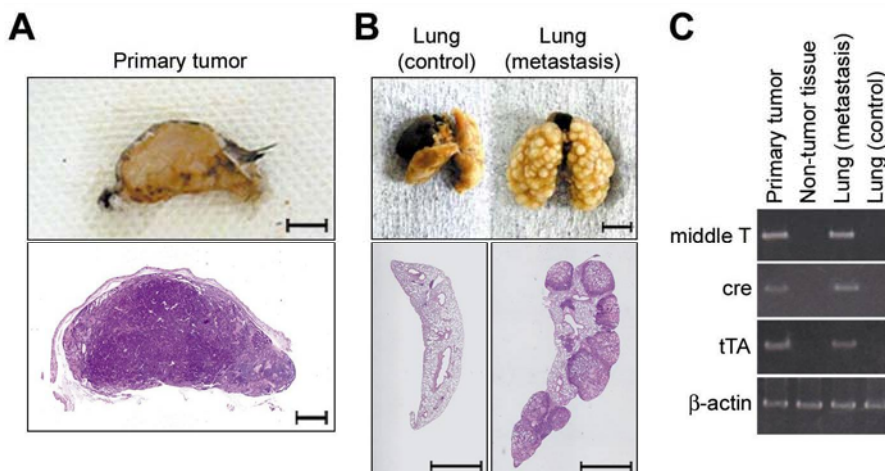 A
Primary tumor
B
Lung
(control)
Lung
(metastasis)
C
Primary tumor
Non-tumor tissue
Lung (metastasis)
Lung (control)
middle T
cre
tTA
β-actin